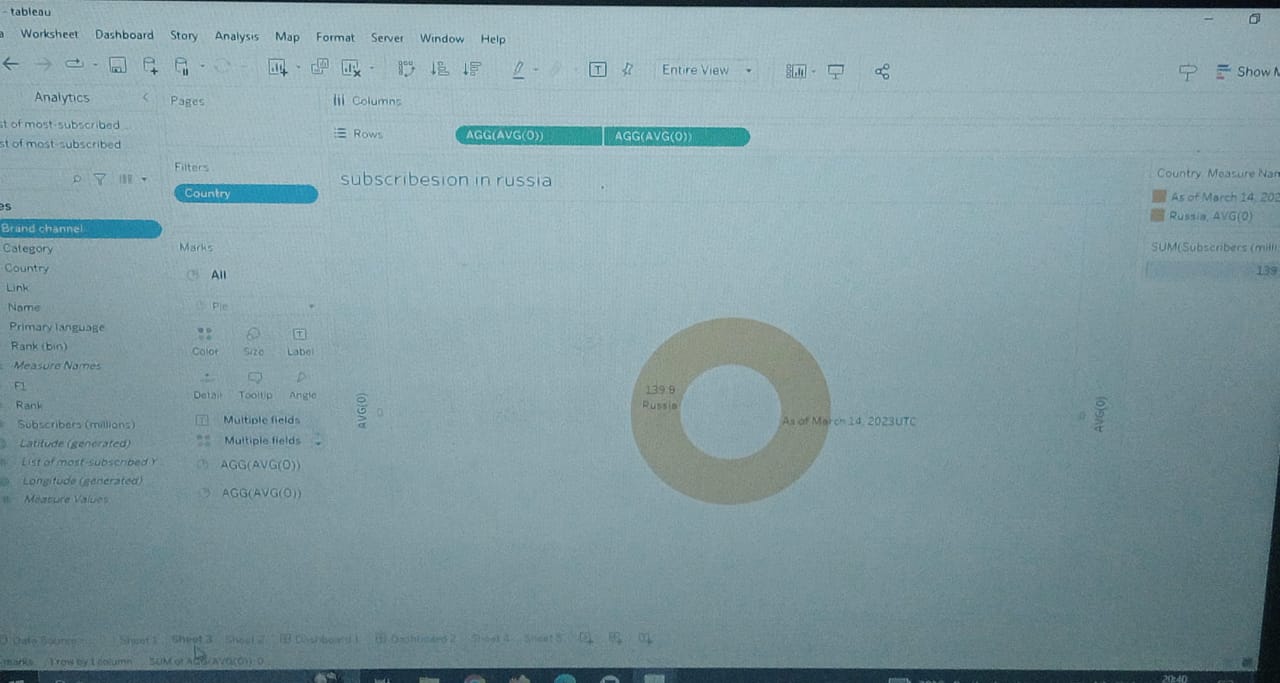 - tableau
a Worksheet Dashboard Story Analysis Map Format Server Window Help
Entire View
Show M
Analytics
Pages
Columns
st of most-subscribed ...
st of most-subscribed
Rows
AGG(AVG(0)) AGG(AVG(0))
Filters
Country
subscribesion in russia
Country, Measure Nam
As of March 14, 202
Russia, AVG(0)
SUM(Subscribers (milli
139
es
Brand channel
Category
Country
Link
Name
Primary language
Rank (bin)
Measure Names
F1
Rank
Subscribers (millions)
Latitude (generated)
List of most-subscribed Y
Longitude (generated)
Measure Values
Marks
All
Pie
Color Size Label
Detail Tooltip Angle
Multiple fields
Multiple fields
AGG(AVG(0))
AGG(AVG(0))
AVG(0)
0
139.9
Russia
As of March 14, 2023UTC
AVG(0)
Data Source Sheet 1 Sheet 3 Sheet 2 Dashboard 1 Dashboard 2 Sheet 4 Sheet 5
marks 1 row by 1 column SUM of AGG(AVG(0)): 0
20:40